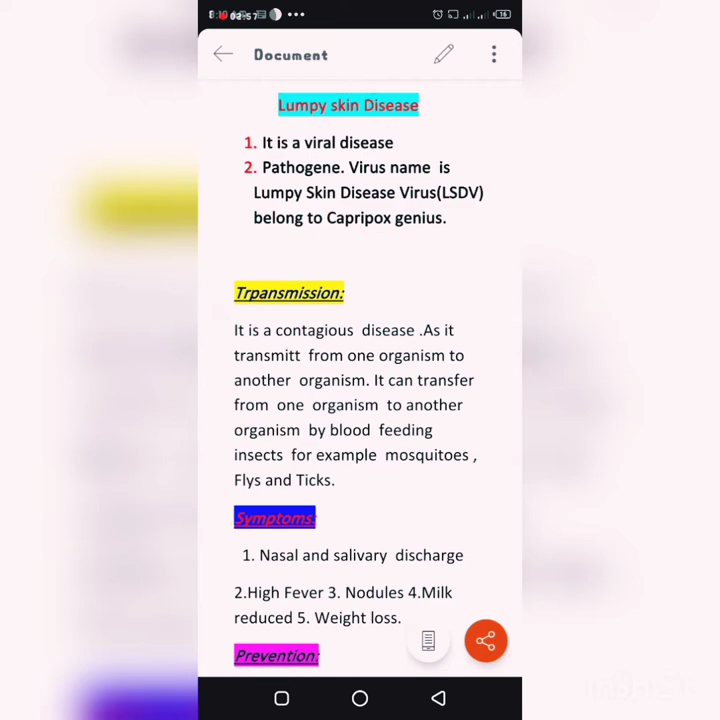 02:57
16
Document
Lumpy skin Disease
1. It is a viral disease
2. Pathogene. Virus name is
Lumpy Skin Disease Virus(LSDV)
belong to Capripox genius.
Trpansmission:
It is a contagious disease .As it
transmitt from one organism to
another organism. It can transfer
from one organism to another
organism by blood feeding
insects for example mosquitoes ,
Flys and Ticks.
Symptoms:
1. Nasal and salivary discharge
2.High Fever 3. Nodules 4.Milk
reduced 5. Weight loss.
Prevention: